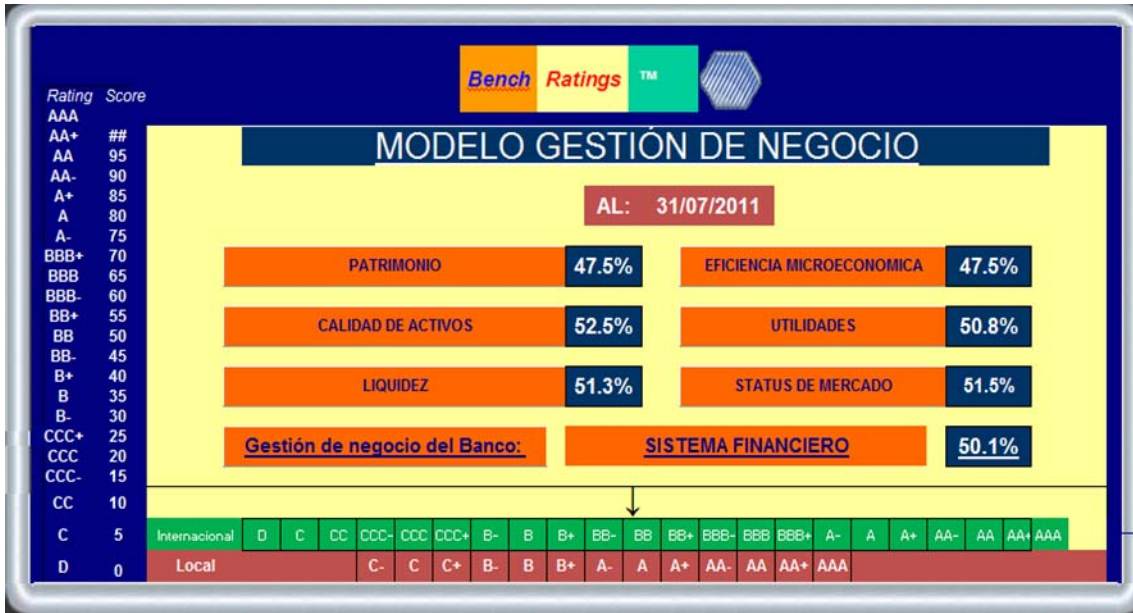 Bench Ratings TM
Rating Score
AAA
AA+ ##
AA 95
AA- 90
A+ 85
A 80
A- 75
BBB+ 70
BBB 65
BBB- 60
BB+ 55
BB 50
BB- 45
B+ 40
B 35
B- 30
CCC+ 25
CCC 20
CCC- 15
CC 10
C 5
D 0
MODELO GESTIÓN DE NEGOCIO
AL: 31/07/2011
PATRIMONIO 47.5% EFICIENCIA MICROECONOMICA 47.5%
CALIDAD DE ACTIVOS 52.5% UTILIDADES 50.8%
LIQUIDEZ 51.3% STATUS DE MERCADO 51.5%
Gestión de negocio del Banco: SISTEMA FINANCIERO 50.1%
Internacional D C CC CCC- CCC CCC+ B- B B+ BB- BB BB+ BBB- BBB BBB+ A- A A+ AA- AA AA+ AAA
Local C- C C+ B- B B+ A- A A+ AA- AA AA+ AAA